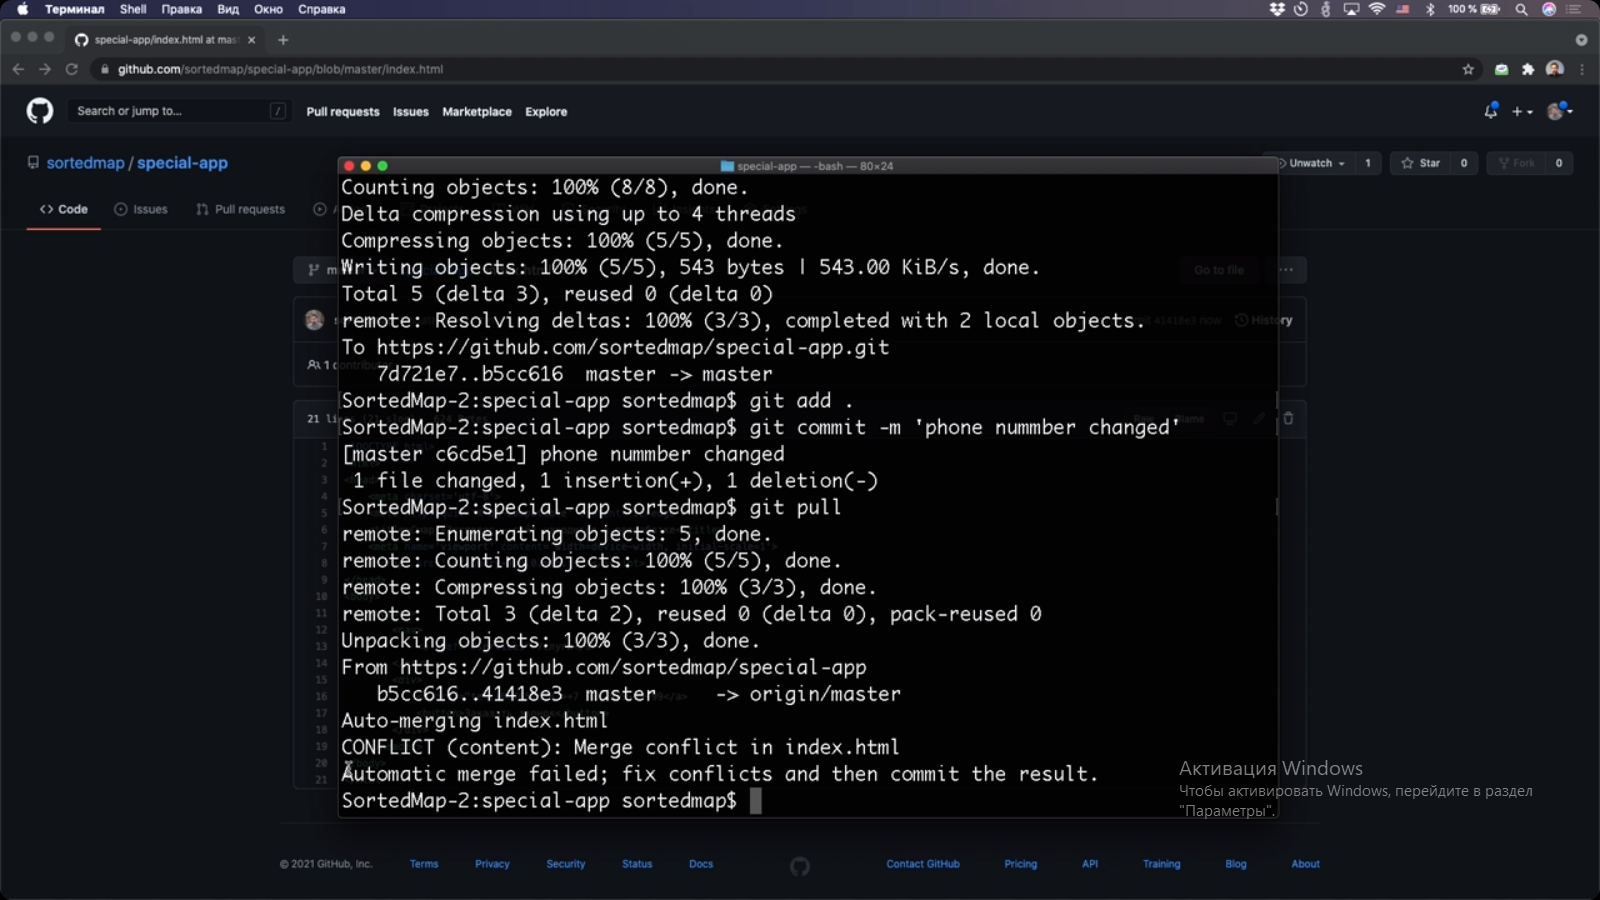 Терминал Shell Правка Вид Окно Справка 100 %
special-app/index.html at mas
github.com/sortedmap/special-app/blob/master/index.html
Search or jump to... / Pull requests Issues Marketplace Explore
sortedmap / special-app
special-app — -bash — 80×24
Unwatch 1 Star 0 Fork 0
Code Issues Pull requests
Counting objects: 100% (8/8), done.
Delta compression using up to 4 threads
Compressing objects: 100% (5/5), done.
Writing objects: 100% (5/5), 543 bytes | 543.00 KiB/s, done.
Go to file
Total 5 (delta 3), reused 0 (delta 0)
remote: Resolving deltas: 100% (3/3), completed with 2 local objects.
History
To https://github.com/sortedmap/special-app.git
7d721e7..b5cc616 master -> master
SortedMap-2:special-app sortedmap$ git add .
SortedMap-2:special-app sortedmap$ git commit -m 'phone nummber changed'
[master c6cd5e1] phone nummber changed
1 file changed, 1 insertion(+), 1 deletion(-)
SortedMap-2:special-app sortedmap$ git pull
remote: Enumerating objects: 5, done.
remote: Counting objects: 100% (5/5), done.
remote: Compressing objects: 100% (3/3), done.
remote: Total 3 (delta 2), reused 0 (delta 0), pack-reused 0
Unpacking objects: 100% (3/3), done.
From https://github.com/sortedmap/special-app
b5cc616..41418e3 master -> origin/master
Auto-merging index.html
CONFLICT (content): Merge conflict in index.html
Automatic merge failed; fix conflicts and then commit the result.
SortedMap-2:special-app sortedmap$
Активация Windows
Чтобы активировать Windows, перейдите в раздел
"Параметры".
© 2021 GitHub, Inc. Terms Privacy Security Status Docs Contact GitHub Pricing API Training Blog About